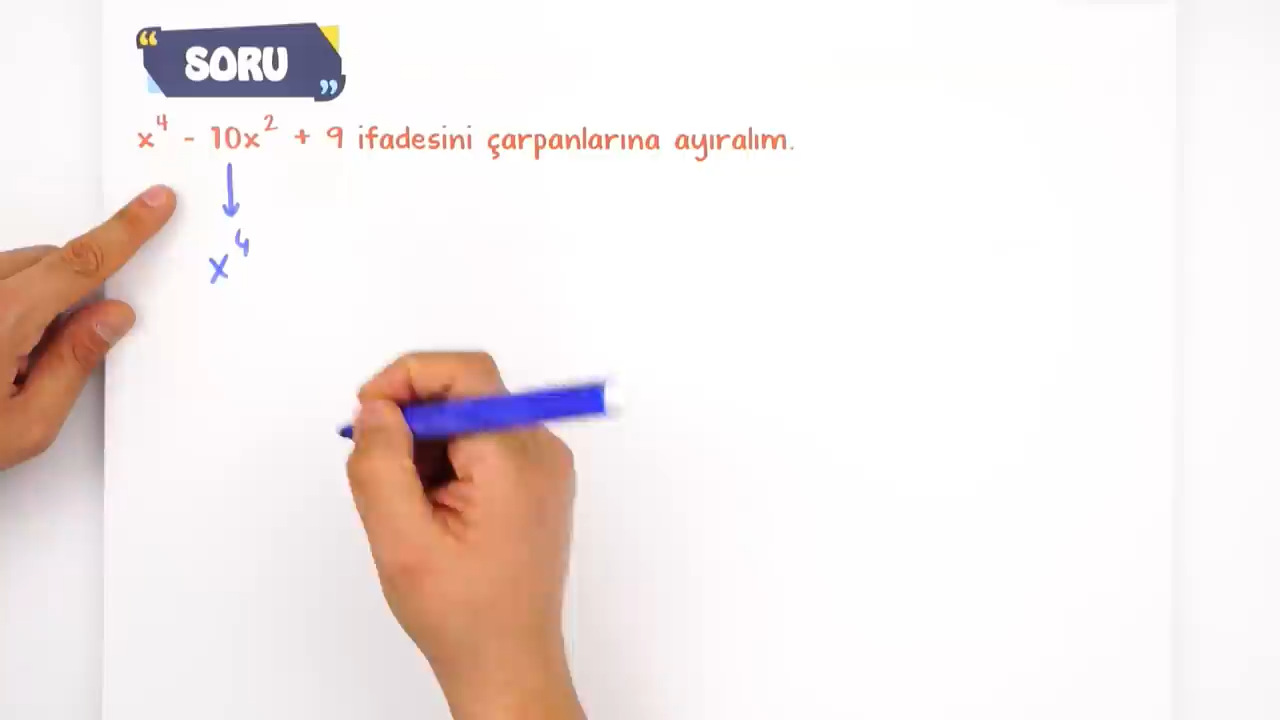 “ SORU ”
x⁴ - 10x² + 9 ifadesini çarpanlarına ayıralım.
x⁴